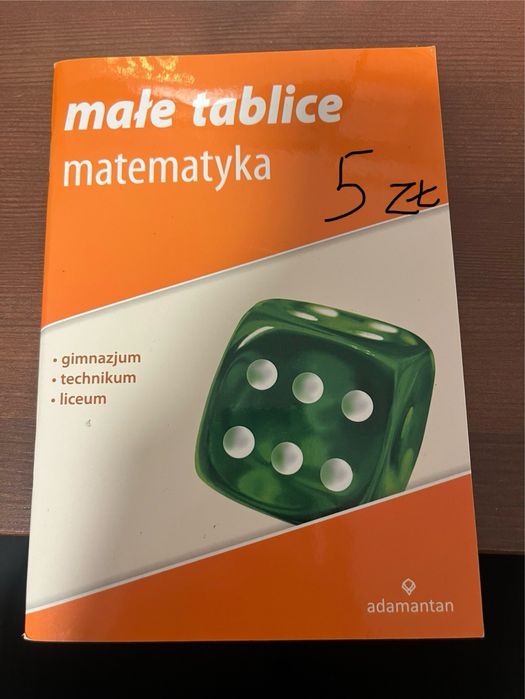 małe tablice
matematyka
5 ZŁ
• gimnazjum
• technikum
• liceum
adamantan